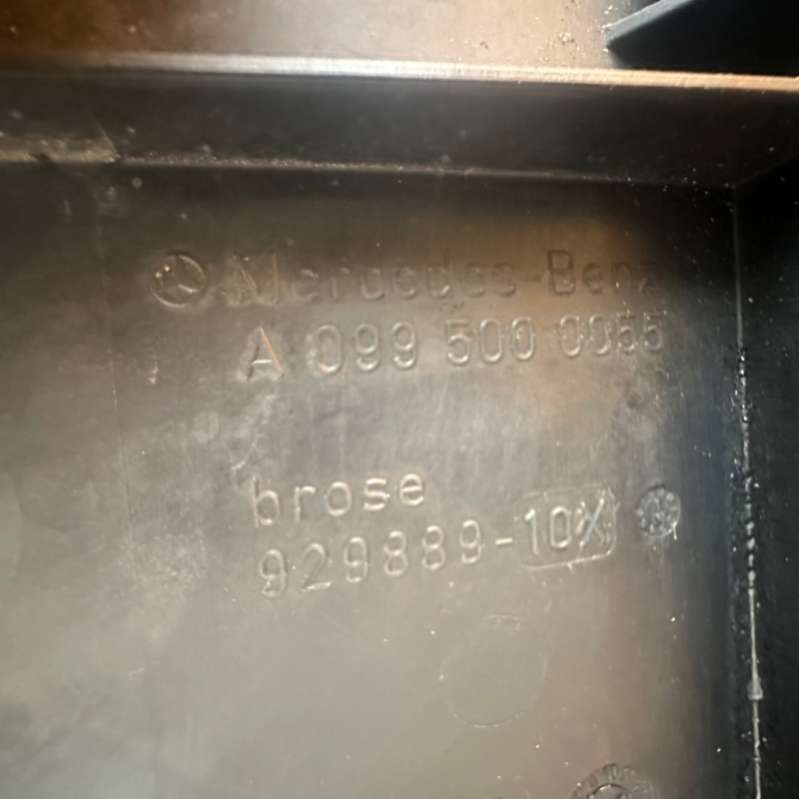 Mercedes-Benz
A 099 500 0055
brose
929889-10X